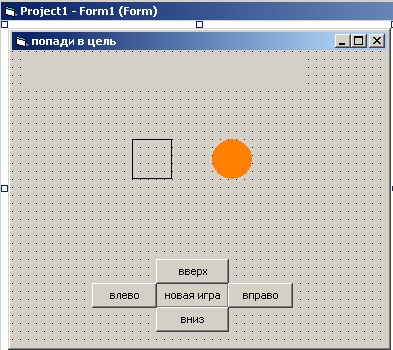 Project1 - Form1 (Form)
попади в цель
вверх
влево новая игра вправо
вниз